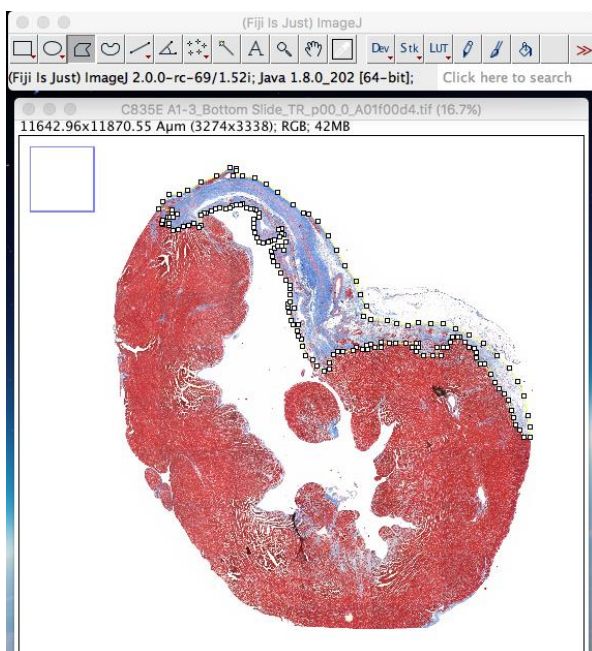 (Fiji Is Just) ImageJ
A Dev Stk LUT
(Fiji Is Just) ImageJ 2.0.0-rc-69/1.52i; Java 1.8.0_202 [64-bit]; Click here to search
C835E A1-3_Bottom Slide_TR_p00_0_A01f00d4.tif (16.7%)
11642.96x11870.55 Aµm (3274x3338); RGB; 42MB